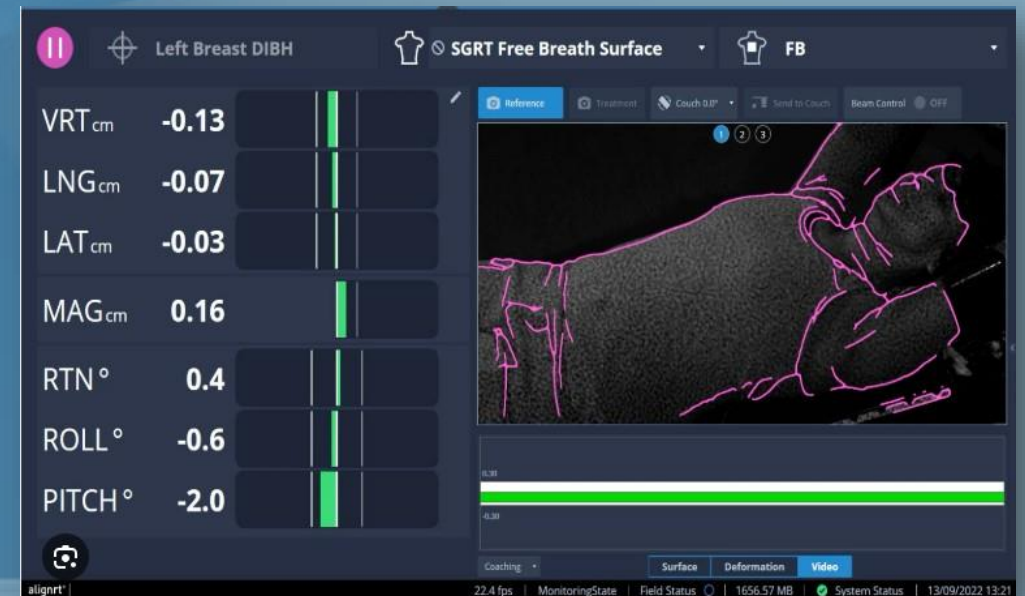 Left Breast DIBH
SGRT Free Breath Surface
FB
VRT cm -0.13
LNG cm -0.07
LAT cm -0.03
MAG cm 0.16
RTN ° 0.4
ROLL ° -0.6
PITCH ° -2.0
Reference
Treatment
Couch 0.0°
Send to Couch
Beam Control
OFF
1 2 3
0.30
-0.30
Coaching
Surface
Deformation
Video
alignrt®
22.4 fps | MonitoringState | Field Status | 1656.57 MB | System Status | 13/09/2022 13:21